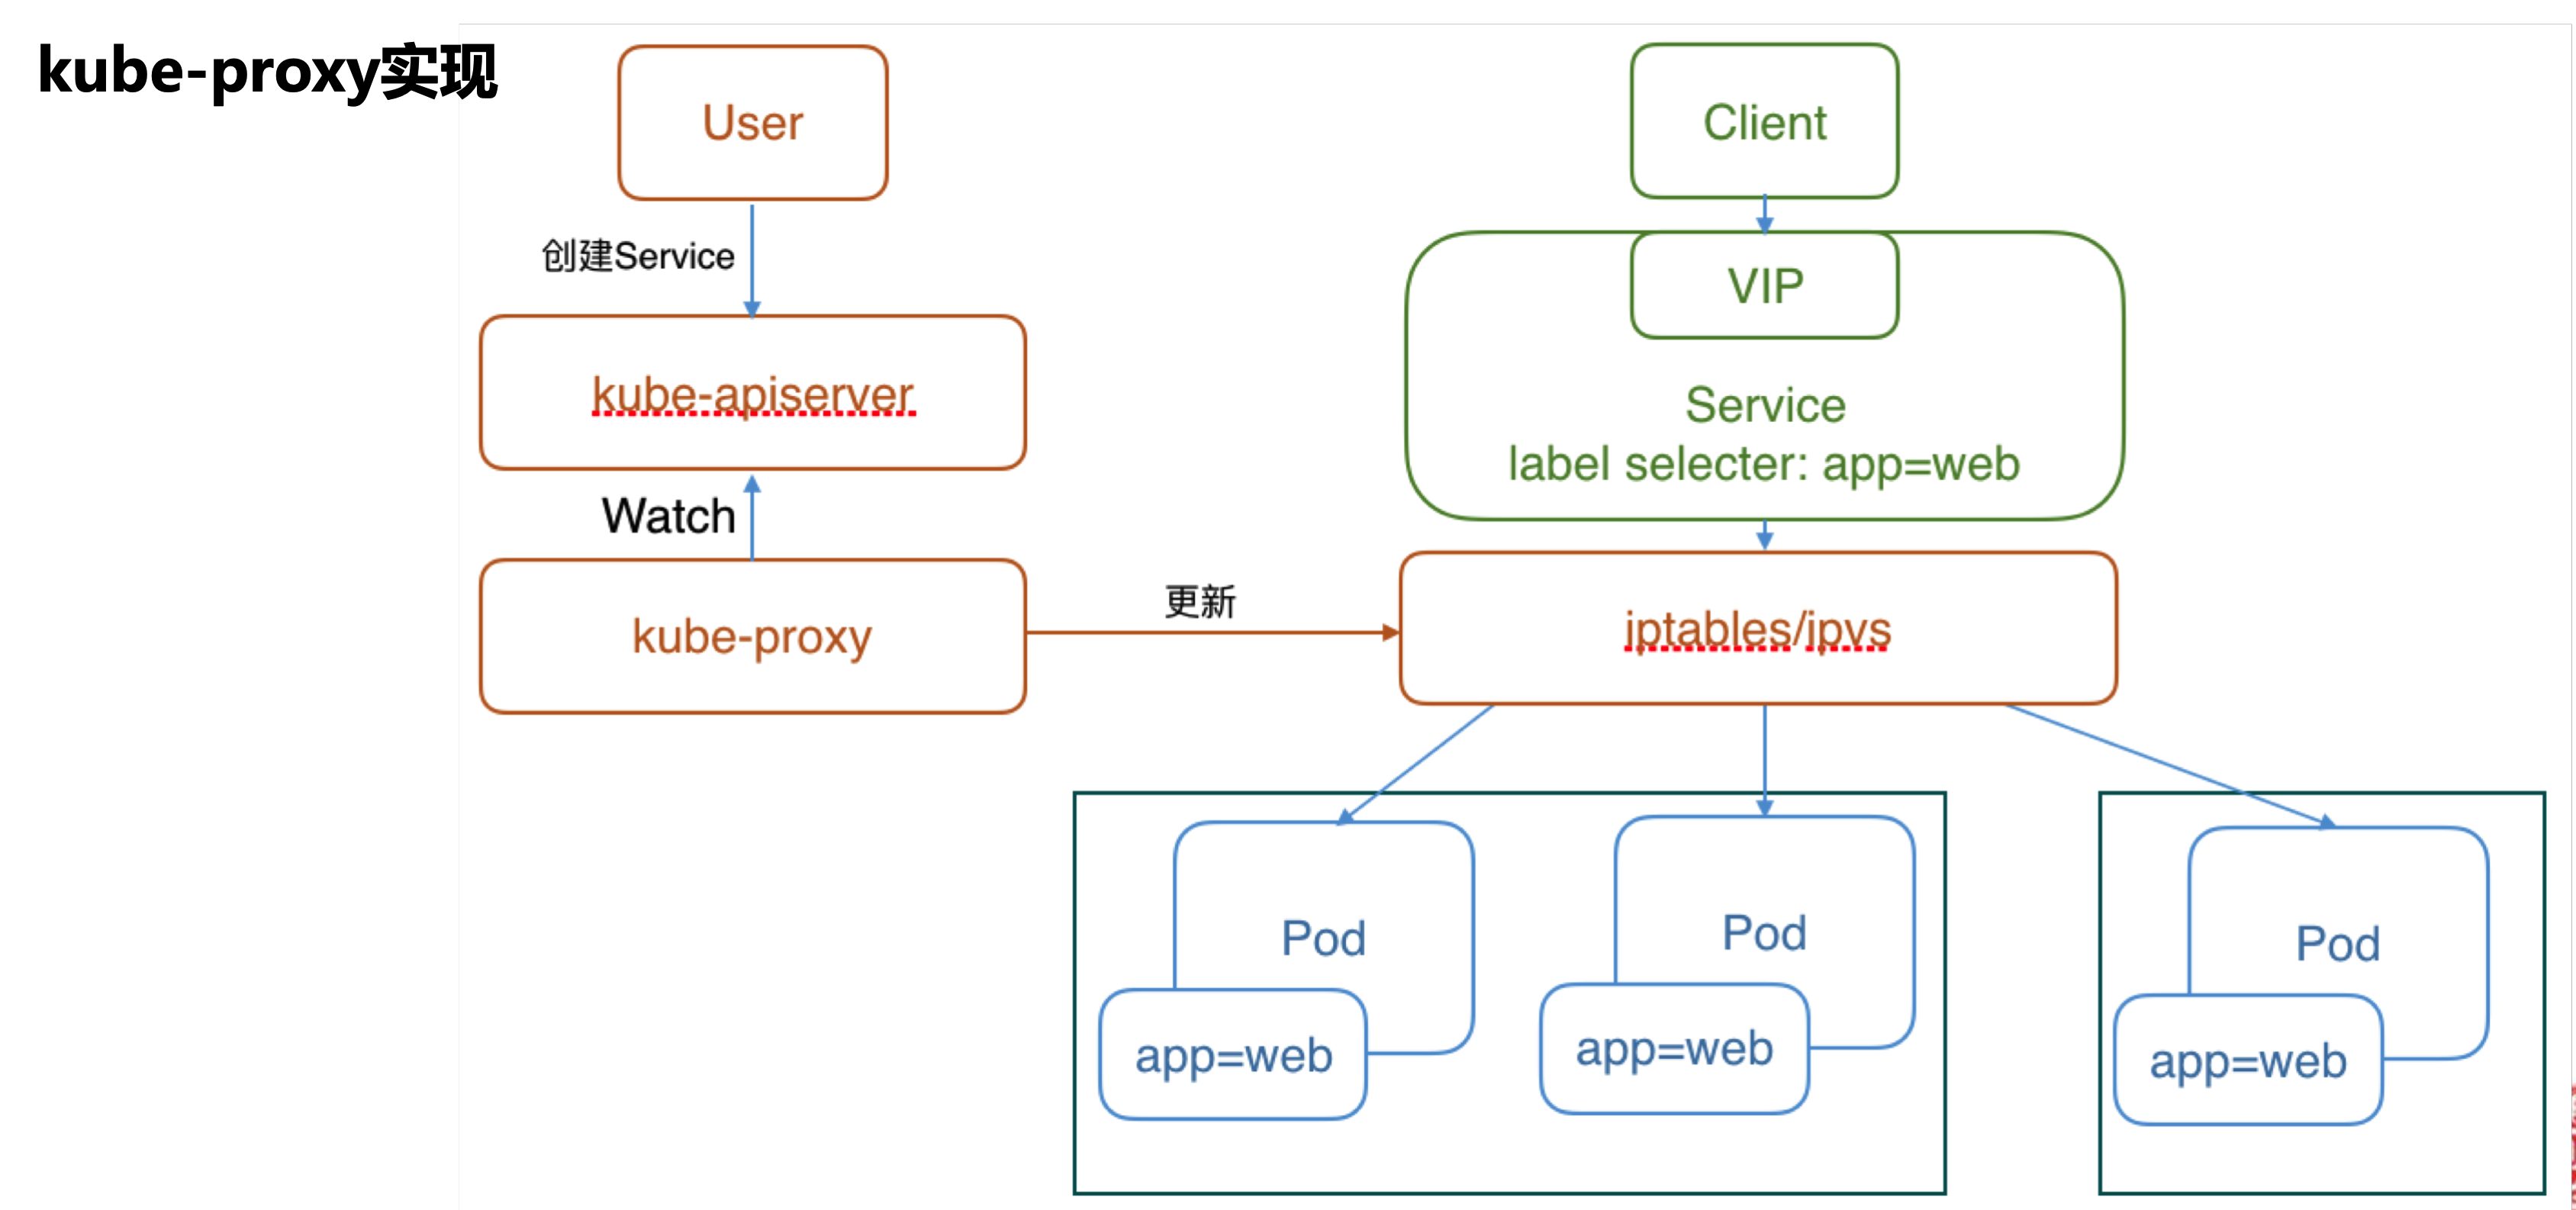 kube-proxy实现
User
Client
创建Service
VIP
kube-apiserver
Service
label selecter: app=web
Watch
kube-proxy
更新
iptables/ipvs
Pod
Pod
Pod
app=web
app=web
app=web